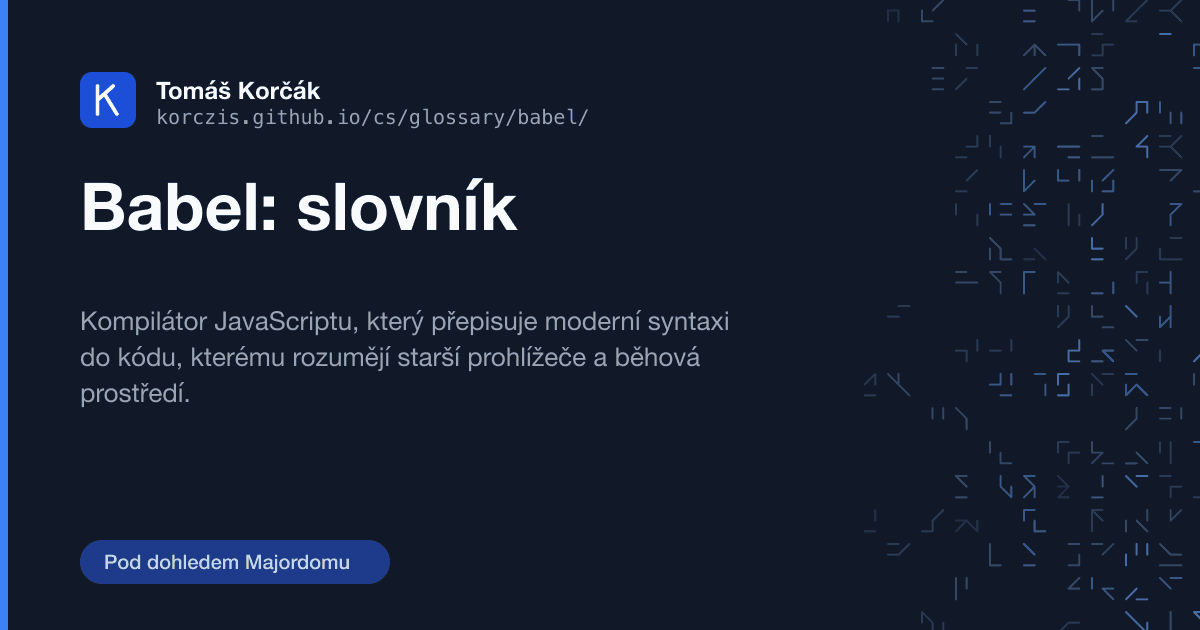 K
Tomáš Korčák
korczis.github.io/cs/glossary/babel/
Babel: slovník
Kompilátor JavaScriptu, který přepisuje moderní syntaxi
do kódu, kterému rozumějí starší prohlížeče a běhová
prostředí.
Pod dohledem Majordomu